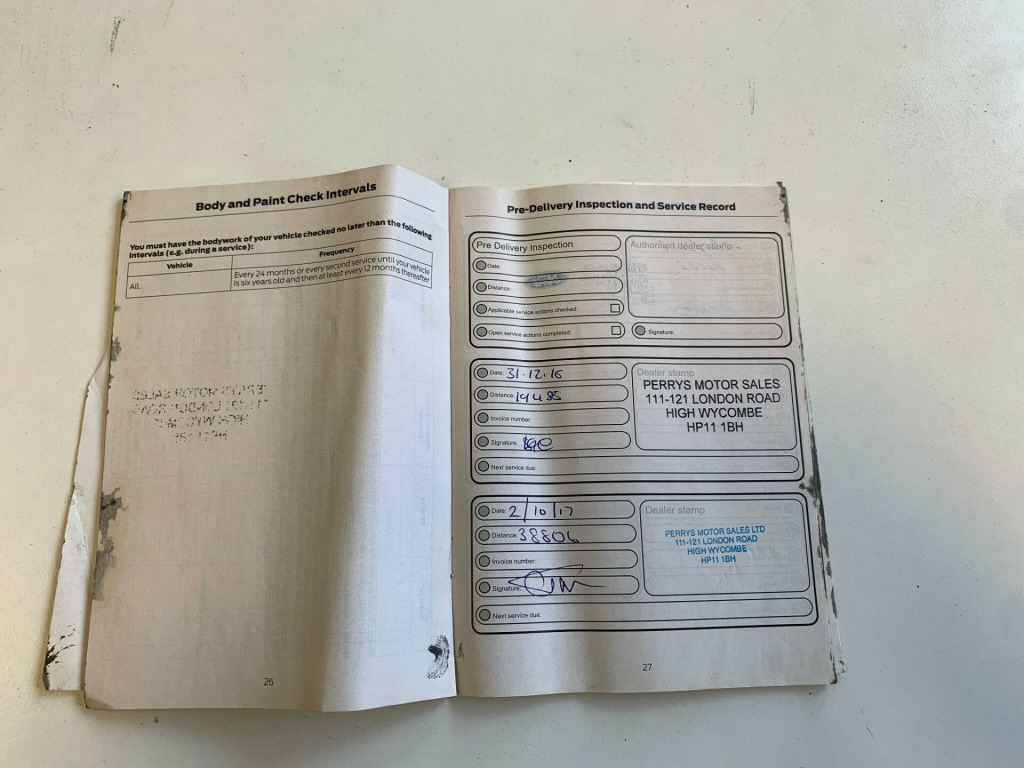 Body and Paint Check Intervals
You must have the bodywork of your vehicle checked no later than the following
intervals (e.g. during a service):
Vehicle
Frequency
All.
Every 24 months or every second service until your vehicle
is six years old and then at least every 12 months thereafter
26
Pre-Delivery Inspection and Service Record
Pre Delivery Inspection
Authorised dealer stamp
Date:
Distance:
Applicable service actions checked:
Open service actions completed:
Signature:
Date: 31.12.16
Distance: 19485
Invoice number:
Signature:
Next service due:
Dealer stamp
PERRYS MOTOR SALES
111-121 LONDON ROAD
HIGH WYCOMBE
HP11 1BH
Date: 2/10/17
Distance: 38806
Invoice number:
Signature:
Next service due:
Dealer stamp
PERRYS MOTOR SALES LTD
111-121 LONDON ROAD
HIGH WYCOMBE
HP11 1BH
27